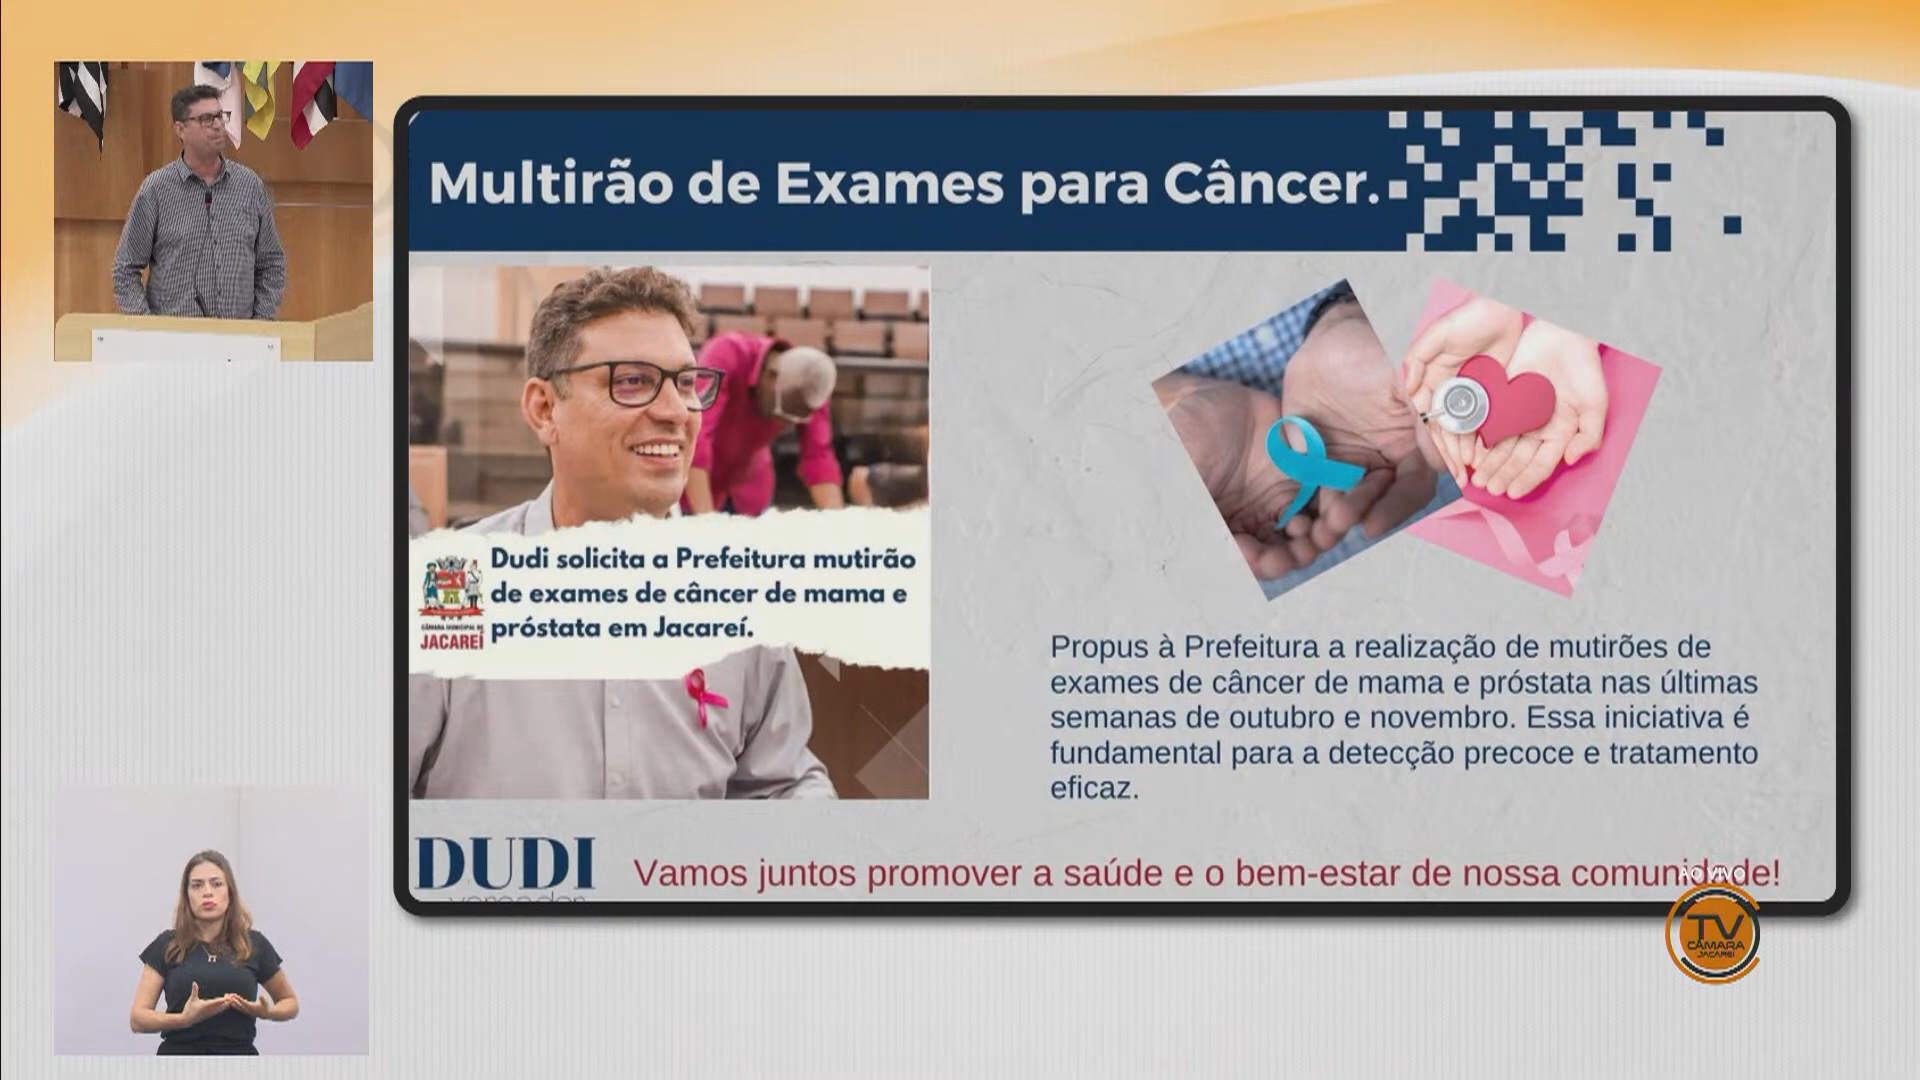 Multirão de Exames para Câncer.
Dudi solicita a Prefeitura mutirão
de exames de câncer de mama e
próstata em Jacareí.
CÂMARA MUNICIPAL DE
JACAREÍ
Propus à Prefeitura a realização de mutirões de
exames de câncer de mama e próstata nas últimas
semanas de outubro e novembro. Essa iniciativa é
fundamental para a detecção precoce e tratamento
eficaz.
DUDI
vereador
Vamos juntos promover a saúde e o bem-estar de nossa comunidade!
AO VIVO
TV
CÂMARA
JACAREÍ